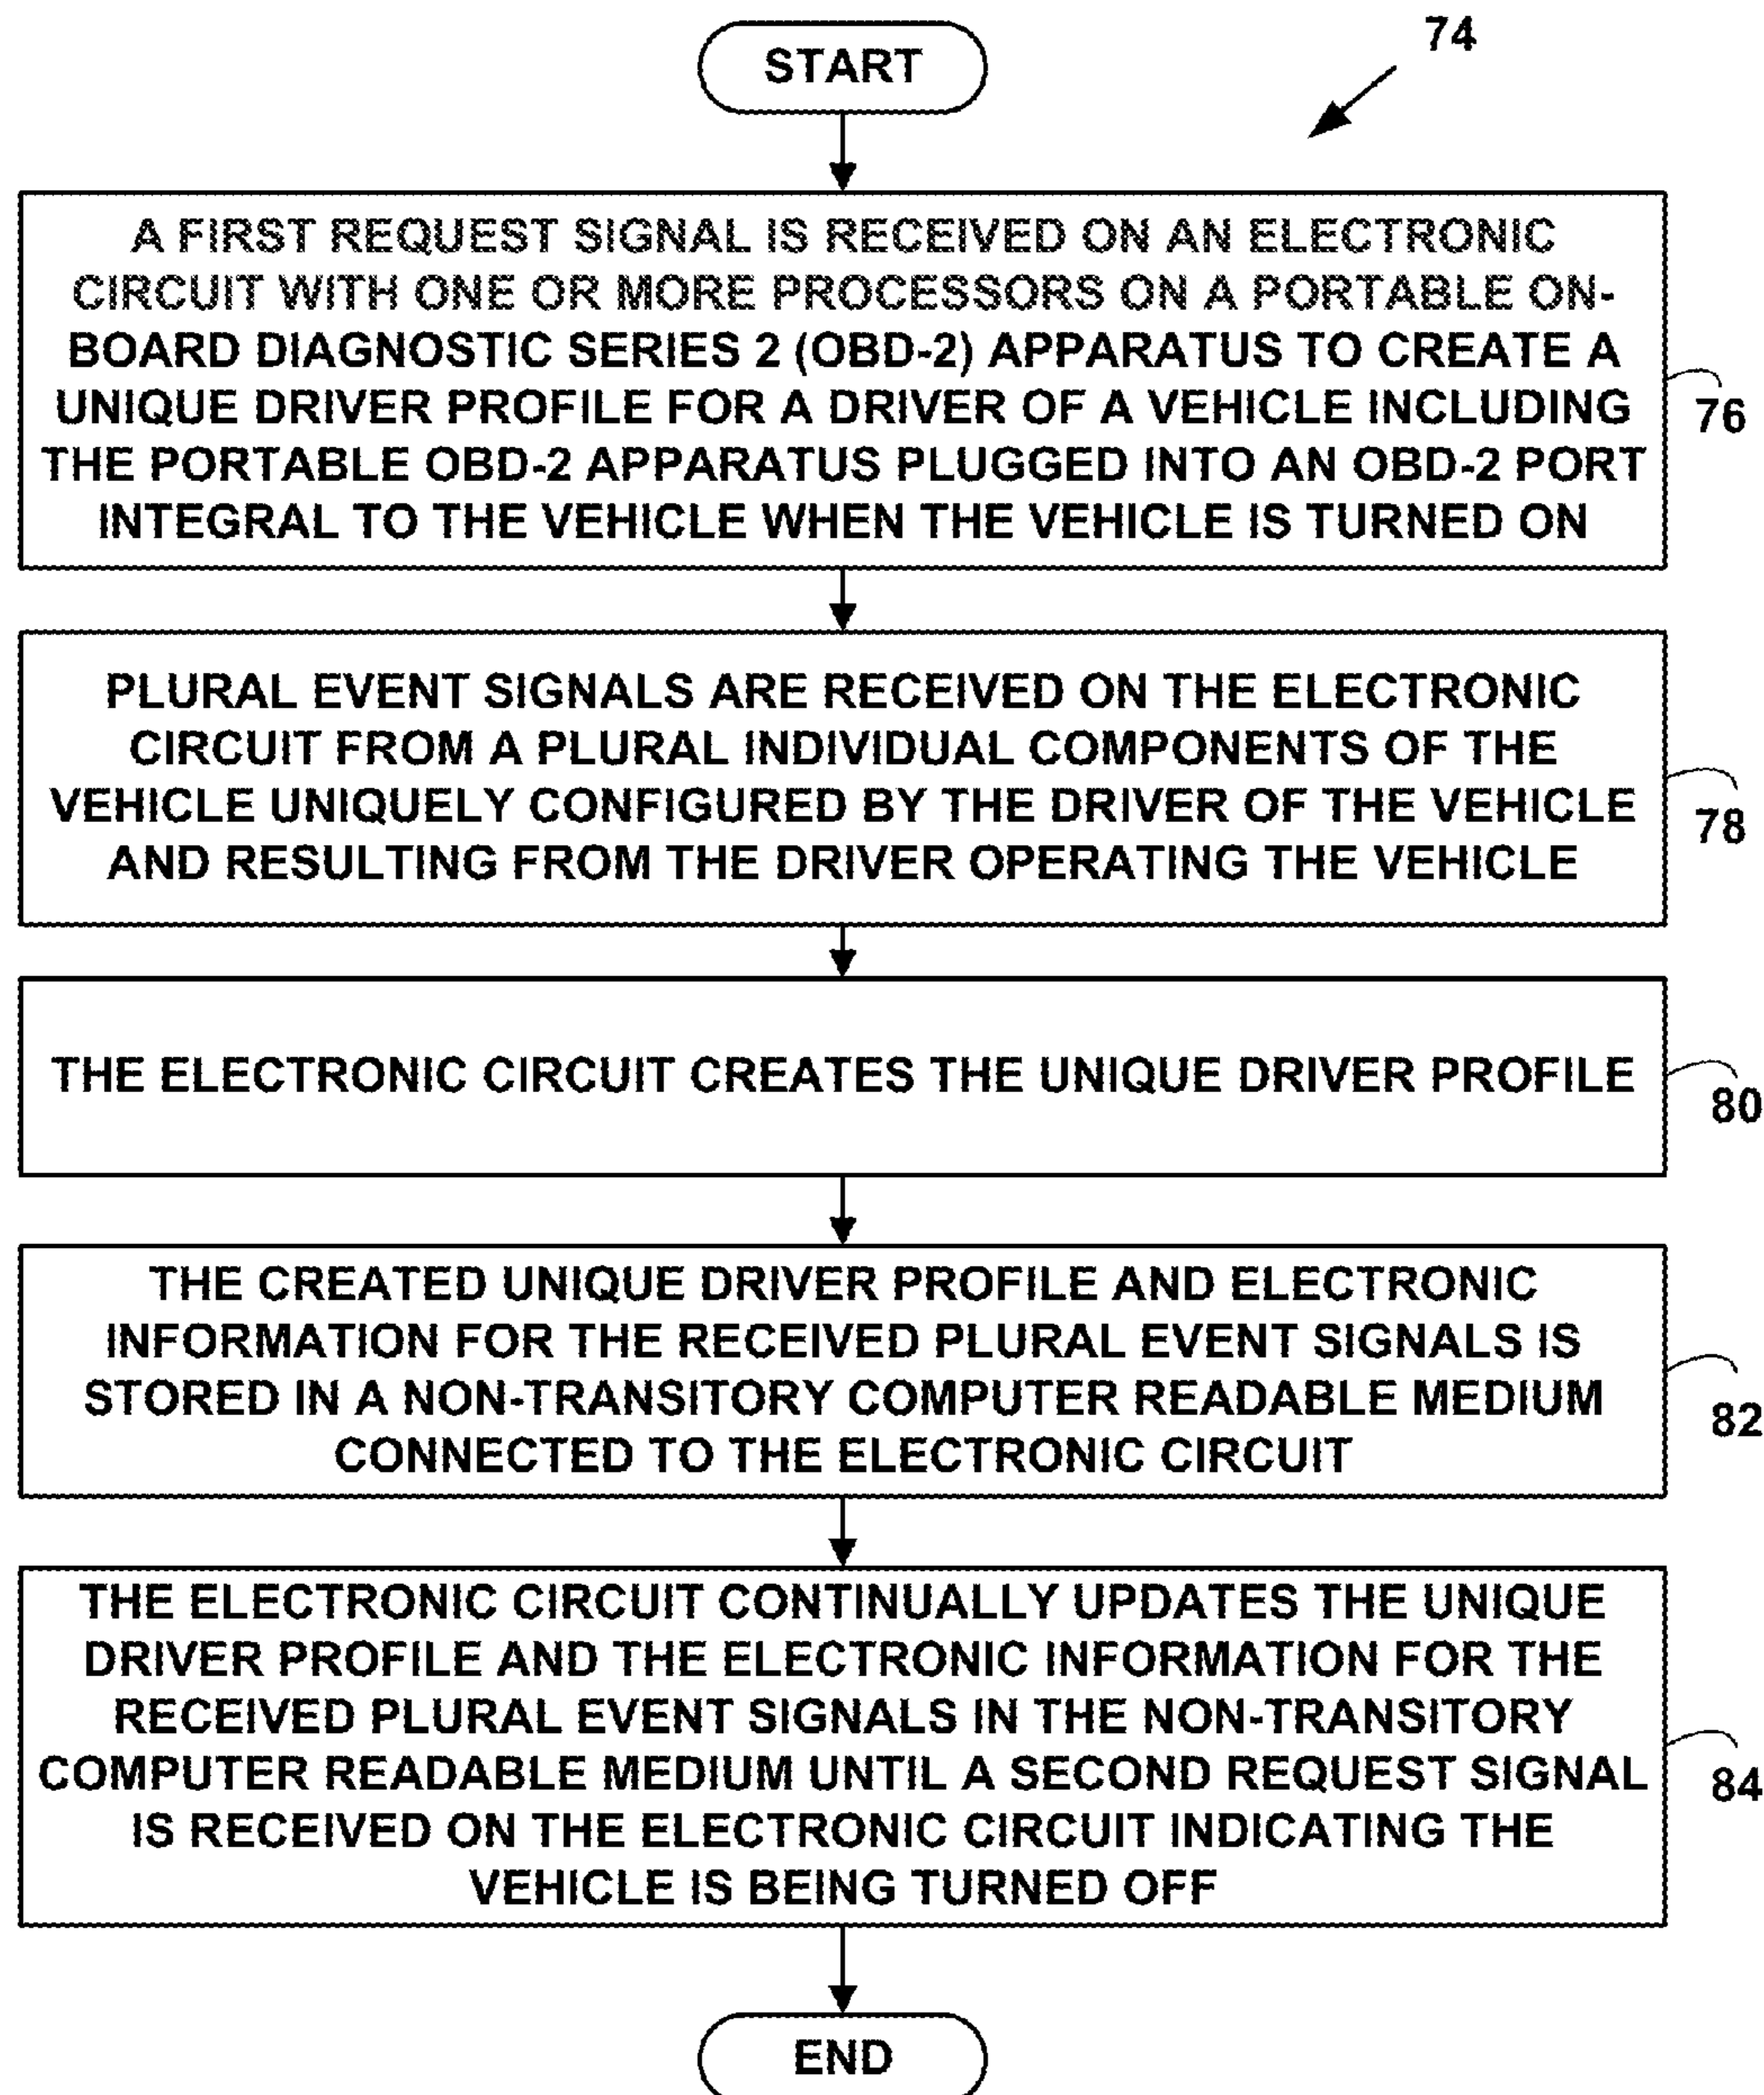 START
74
A FIRST REQUEST SIGNAL IS RECEIVED ON AN ELECTRONIC
CIRCUIT WITH ONE OR MORE PROCESSORS ON A PORTABLE ON-
BOARD DIAGNOSTIC SERIES 2 (OBD-2) APPARATUS TO CREATE A
UNIQUE DRIVER PROFILE FOR A DRIVER OF A VEHICLE INCLUDING
THE PORTABLE OBD-2 APPARATUS PLUGGED INTO AN OBD-2 PORT
INTEGRAL TO THE VEHICLE WHEN THE VEHICLE IS TURNED ON
76
PLURAL EVENT SIGNALS ARE RECEIVED ON THE ELECTRONIC
CIRCUIT FROM A PLURAL INDIVIDUAL COMPONENTS OF THE
VEHICLE UNIQUELY CONFIGURED BY THE DRIVER OF THE VEHICLE
AND RESULTING FROM THE DRIVER OPERATING THE VEHICLE
78
THE ELECTRONIC CIRCUIT CREATES THE UNIQUE DRIVER PROFILE
80
THE CREATED UNIQUE DRIVER PROFILE AND ELECTRONIC
INFORMATION FOR THE RECEIVED PLURAL EVENT SIGNALS IS
STORED IN A NON-TRANSITORY COMPUTER READABLE MEDIUM
CONNECTED TO THE ELECTRONIC CIRCUIT
82
THE ELECTRONIC CIRCUIT CONTINUALLY UPDATES THE UNIQUE
DRIVER PROFILE AND THE ELECTRONIC INFORMATION FOR THE
RECEIVED PLURAL EVENT SIGNALS IN THE NON-TRANSITORY
COMPUTER READABLE MEDIUM UNTIL A SECOND REQUEST SIGNAL
IS RECEIVED ON THE ELECTRONIC CIRCUIT INDICATING THE
VEHICLE IS BEING TURNED OFF
84
END